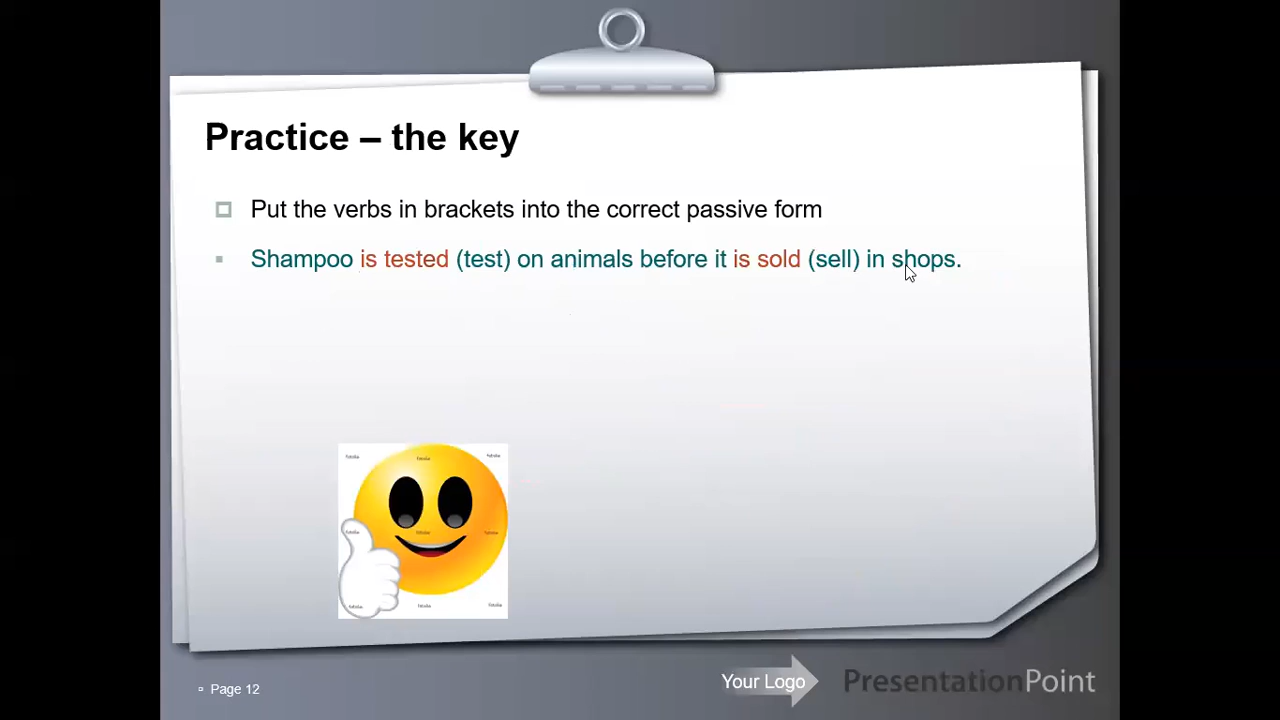 Practice – the key
Put the verbs in brackets into the correct passive form
Shampoo is tested (test) on animals before it is sold (sell) in shops.
Page 12
Your Logo
PresentationPoint